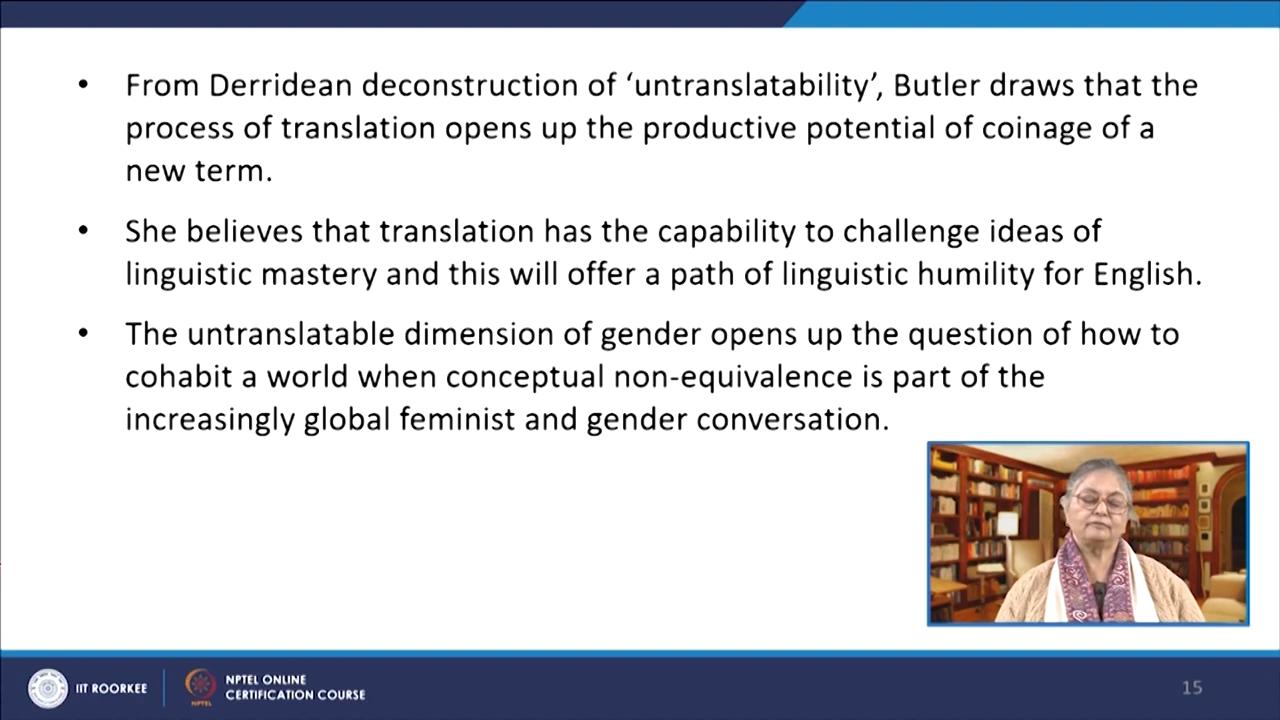 • From Derridean deconstruction of ‘untranslatability’, Butler draws that the
process of translation opens up the productive potential of coinage of a
new term.
• She believes that translation has the capability to challenge ideas of
linguistic mastery and this will offer a path of linguistic humility for English.
• The untranslatable dimension of gender opens up the question of how to
cohabit a world when conceptual non-equivalence is part of the
increasingly global feminist and gender conversation.
IIT ROORKEE
NPTEL
NPTEL ONLINE
CERTIFICATION COURSE
15